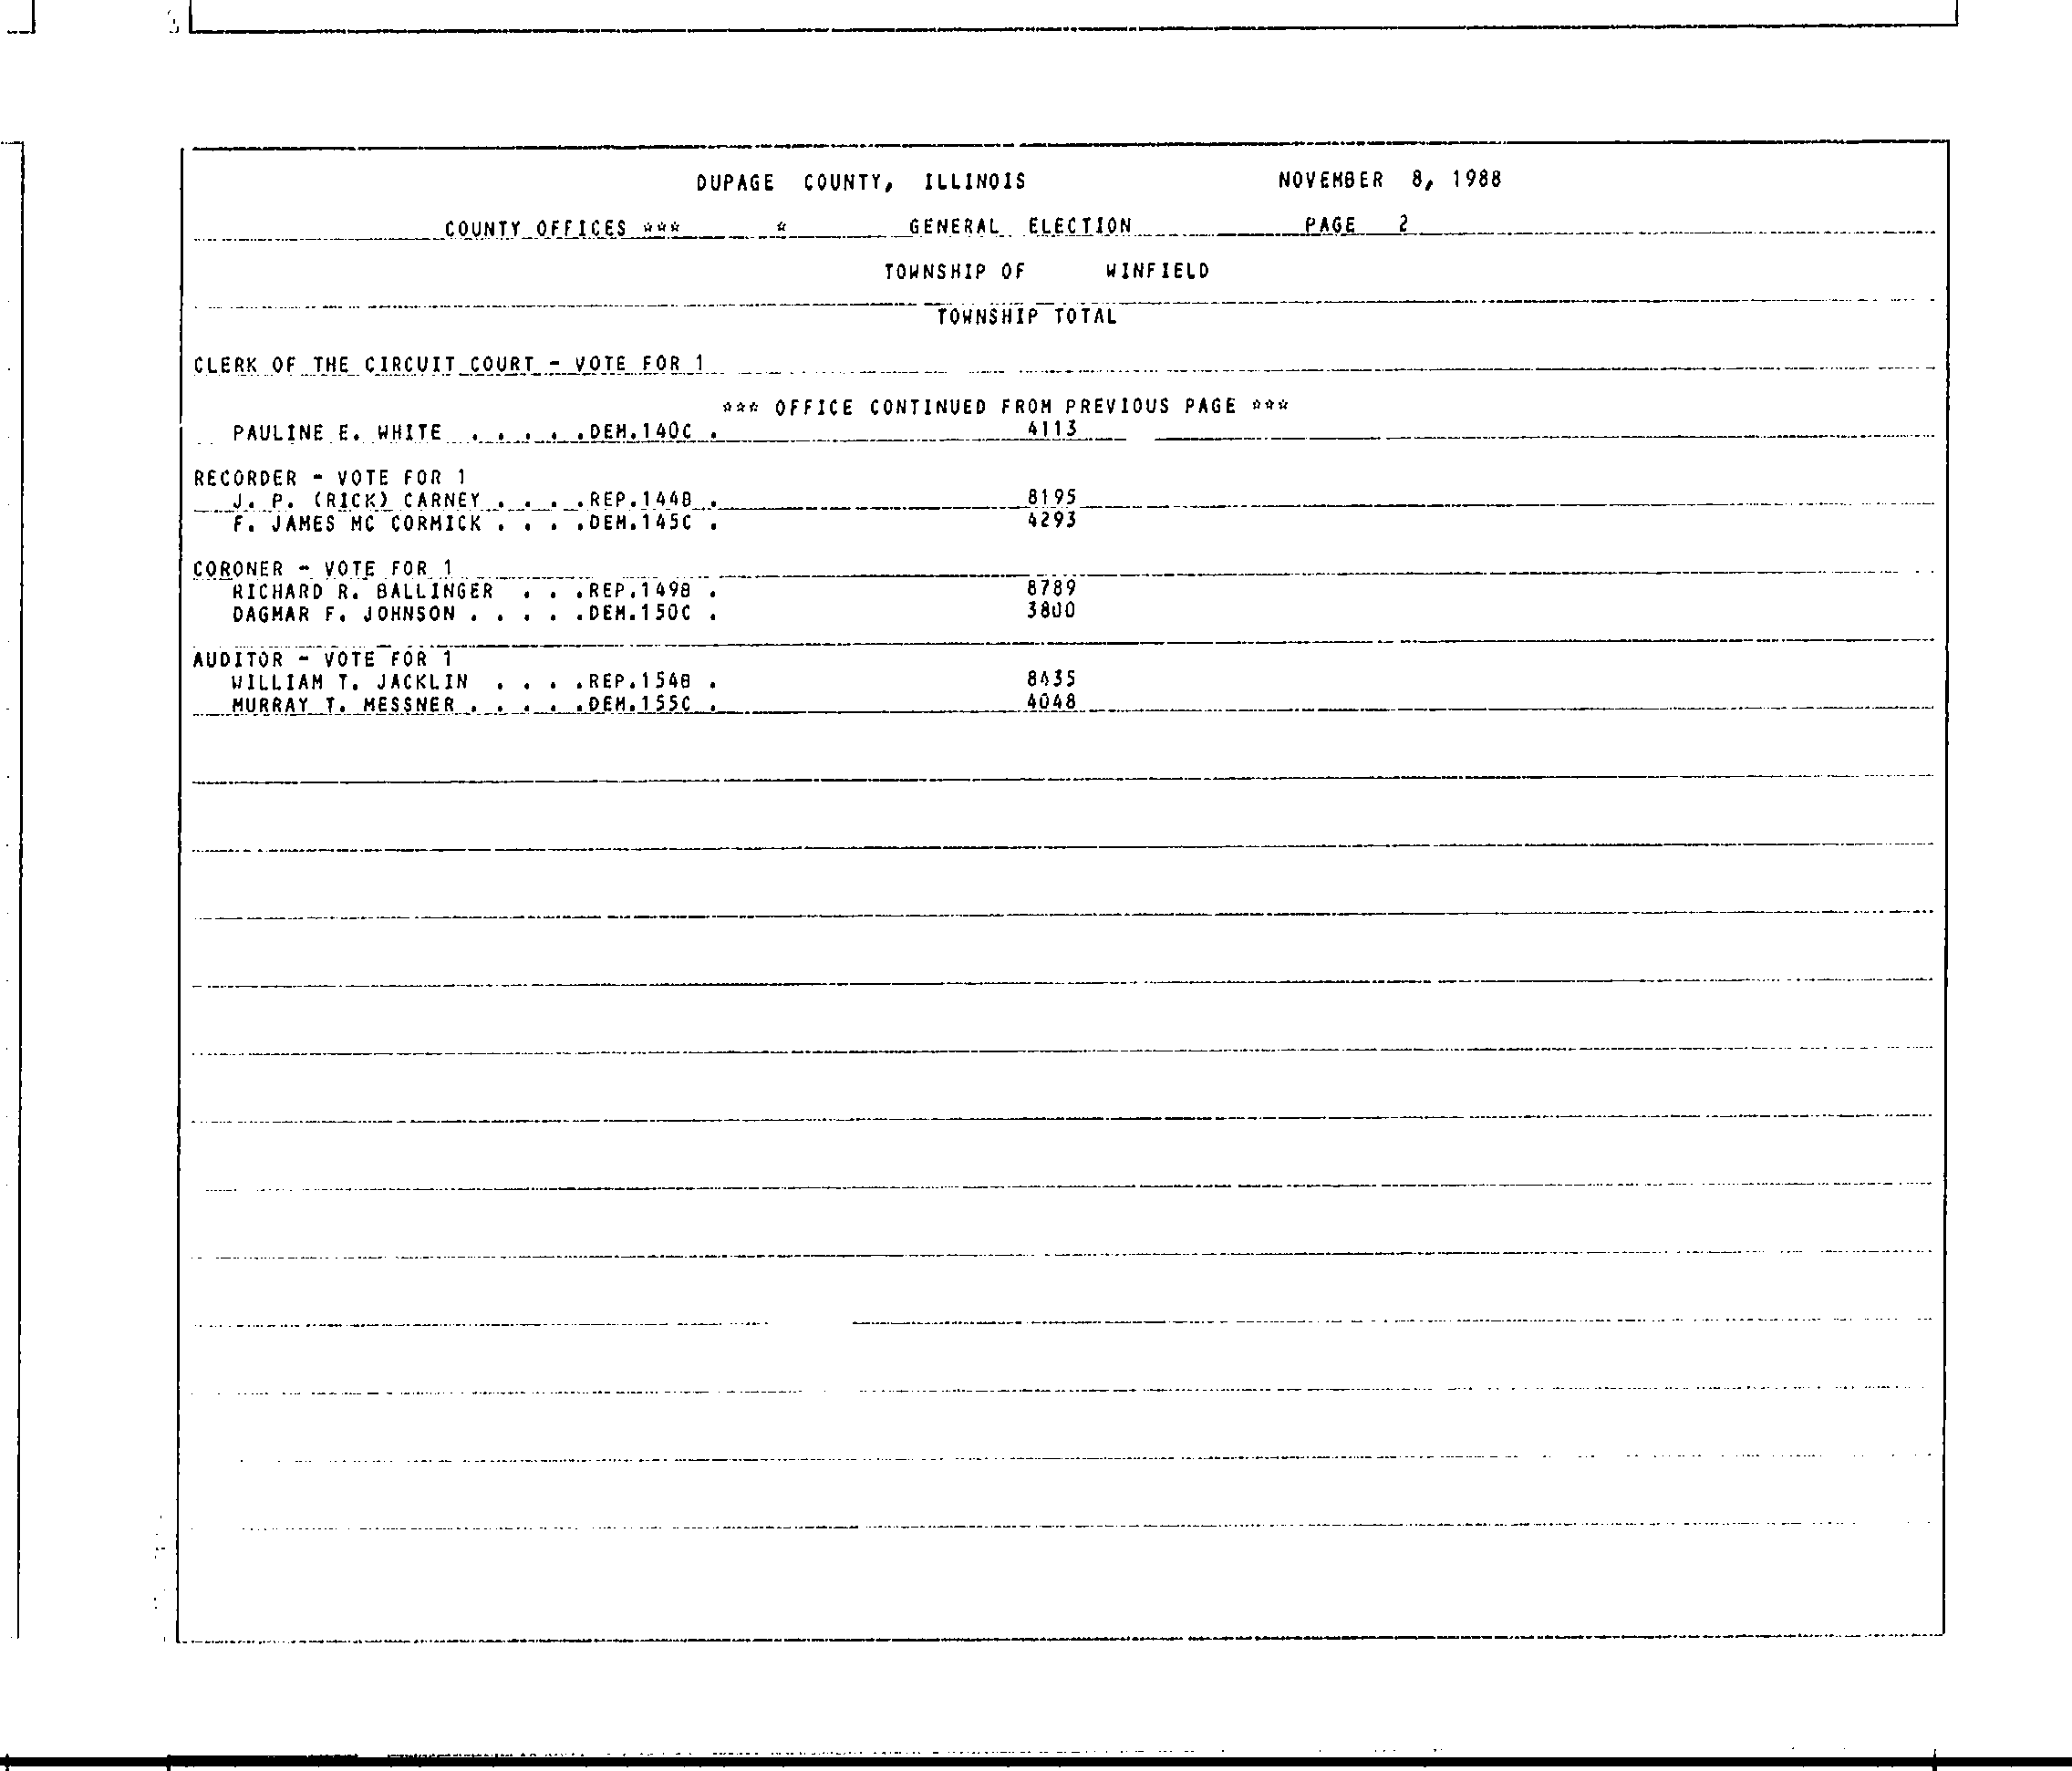 DUPAGE COUNTY, ILLINOIS NOVEMBER 8, 1988
COUNTY OFFICES *** * GENERAL ELECTION PAGE 2
TOWNSHIP OF WINFIELD
TOWNSHIP TOTAL
CLERK OF THE CIRCUIT COURT - VOTE FOR 1
*** OFFICE CONTINUED FROM PREVIOUS PAGE ***
PAULINE E. WHITE . . . . .DEM.140C . 4113
RECORDER - VOTE FOR 1
J. P. (RICK) CARNEY . . . .REP.144B . 8195
F. JAMES MC CORMICK . . . .DEM.145C . 4293
CORONER - VOTE FOR 1
RICHARD R. BALLINGER . . .REP.149B . 8789
DAGMAR F. JOHNSON . . . . .DEM.150C . 3800
AUDITOR - VOTE FOR 1
WILLIAM T. JACKLIN . . . .REP.154B . 8435
MURRAY T. MESSNER . . . . .DEM.155C . 4048